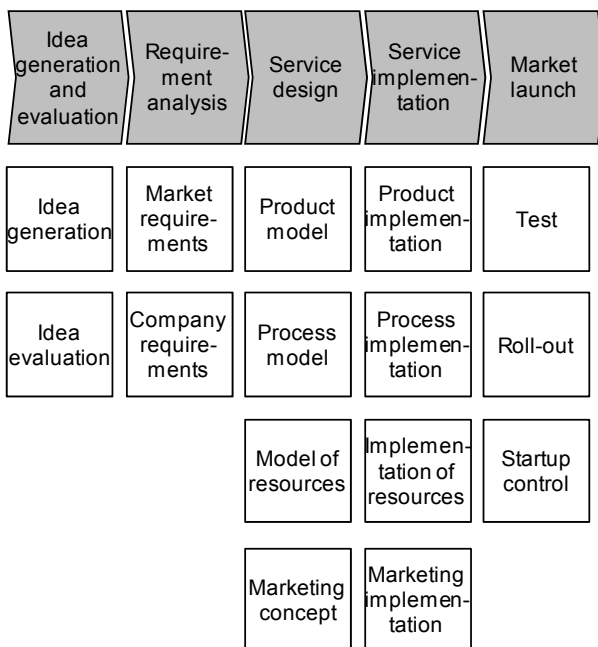 Idea
generation
and
evaluation
Require-
ment
analysis
Service
design
Service
implemen-
tation
Market
launch
Idea
generation
Market
require-
ments
Product
model
Product
implemen-
tation
Test
Idea
evaluation
Company
require-
ments
Process
model
Process
implemen-
tation
Roll-out
Model of
resources
Implemen-
tation of
resources
Startup
control
Marketing
concept
Marketing
implemen-
tation